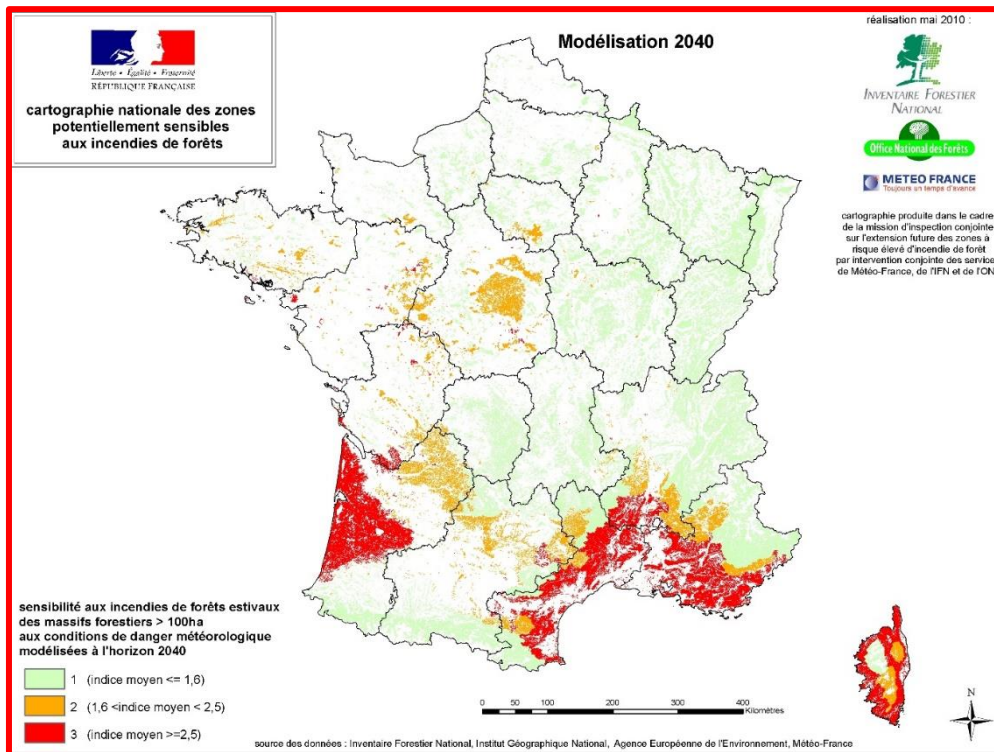 Liberté • Égalité • Fraternité
RÉPUBLIQUE FRANÇAISE
cartographie nationale des zones
potentiellement sensibles
aux incendies de forêts
Modélisation 2040
réalisation mai 2010 :
INVENTAIRE FORESTIER
NATIONAL
Office National des Forêts
METEO FRANCE
Toujours un temps d'avance
cartographie produite dans le cadre
de la mission d'inspection conjointe
sur l'extension future des zones à
risque élevé d'incendie de forêt
par intervention conjointe des service
de Météo-France, de l'IFN et de l'ON
sensibilité aux incendies de forêts estivaux
des massifs forestiers > 100ha
aux conditions de danger météorologique
modélisées à l'horizon 2040
1 (indice moyen <= 1,6)
2 (1,6 <indice moyen < 2,5)
3 (indice moyen >=2,5)
0 100 200 300 400
Kilomètres
N
source des données : Inventaire Forestier National, Institut Géographique National, Agence Européenne de l'Environnement, Météo-France